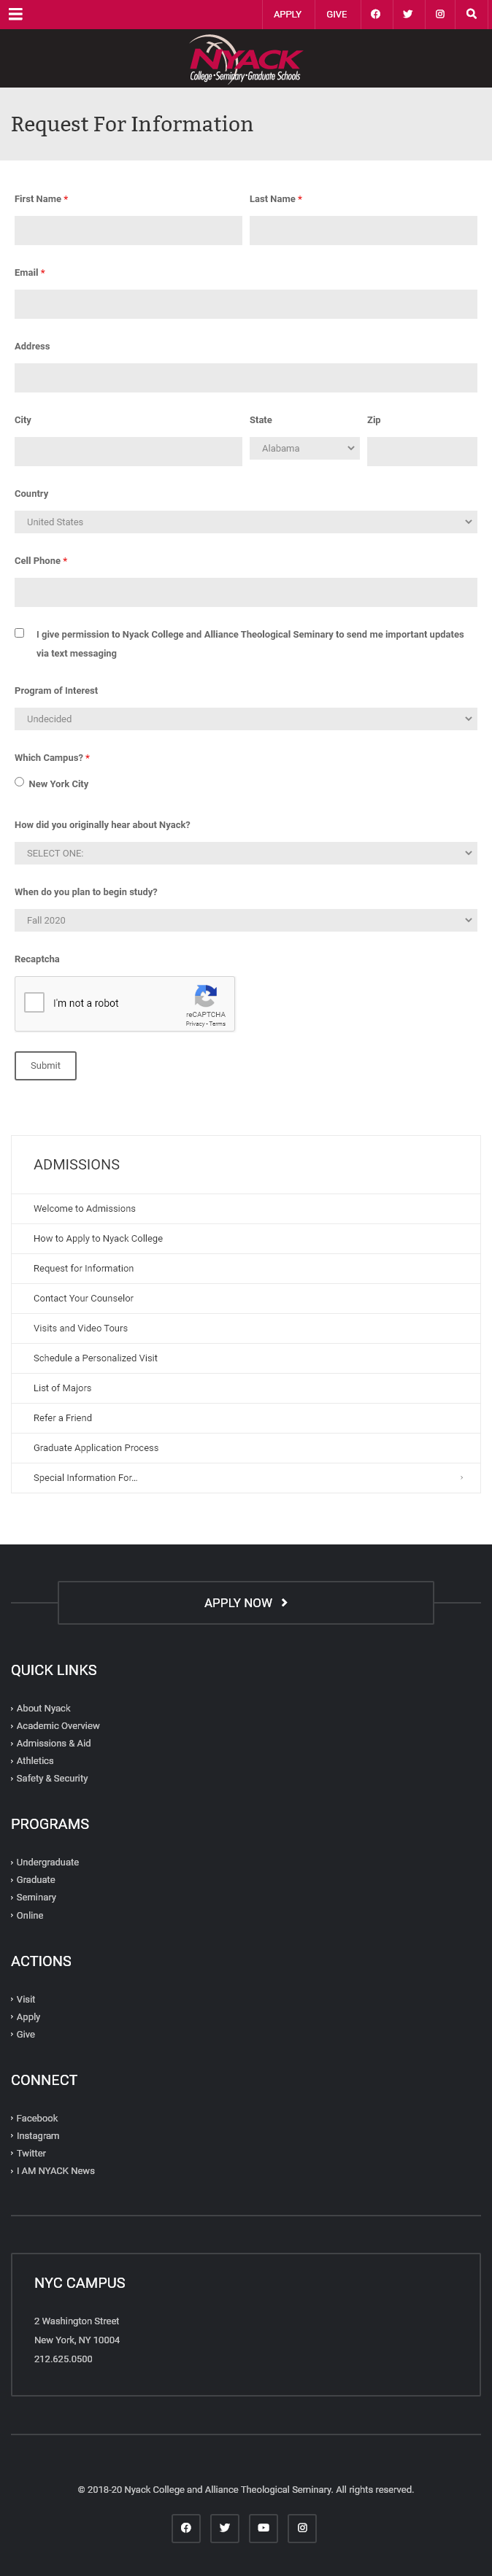 APPLY GIVE
NYACK
College • Seminary • Graduate Schools
Request For Information
First Name * Last Name *
Email *
Address
City State Zip
Alabama
Country
United States
Cell Phone *
I give permission to Nyack College and Alliance Theological Seminary to send me important updates
via text messaging
Program of Interest
Undecided
Which Campus? *
New York City
How did you originally hear about Nyack?
SELECT ONE:
When do you plan to begin study?
Fall 2020
Recaptcha
I'm not a robot
reCAPTCHA
Privacy - Terms
Submit
ADMISSIONS
Welcome to Admissions
How to Apply to Nyack College
Request for Information
Contact Your Counselor
Visits and Video Tours
Schedule a Personalized Visit
List of Majors
Refer a Friend
Graduate Application Process
Special Information For...
APPLY NOW
QUICK LINKS
About Nyack
Academic Overview
Admissions & Aid
Athletics
Safety & Security
PROGRAMS
Undergraduate
Graduate
Seminary
Online
ACTIONS
Visit
Apply
Give
CONNECT
Facebook
Instagram
Twitter
I AM NYACK News
NYC CAMPUS
2 Washington Street
New York, NY 10004
212.625.0500
© 2018-20 Nyack College and Alliance Theological Seminary. All rights reserved.